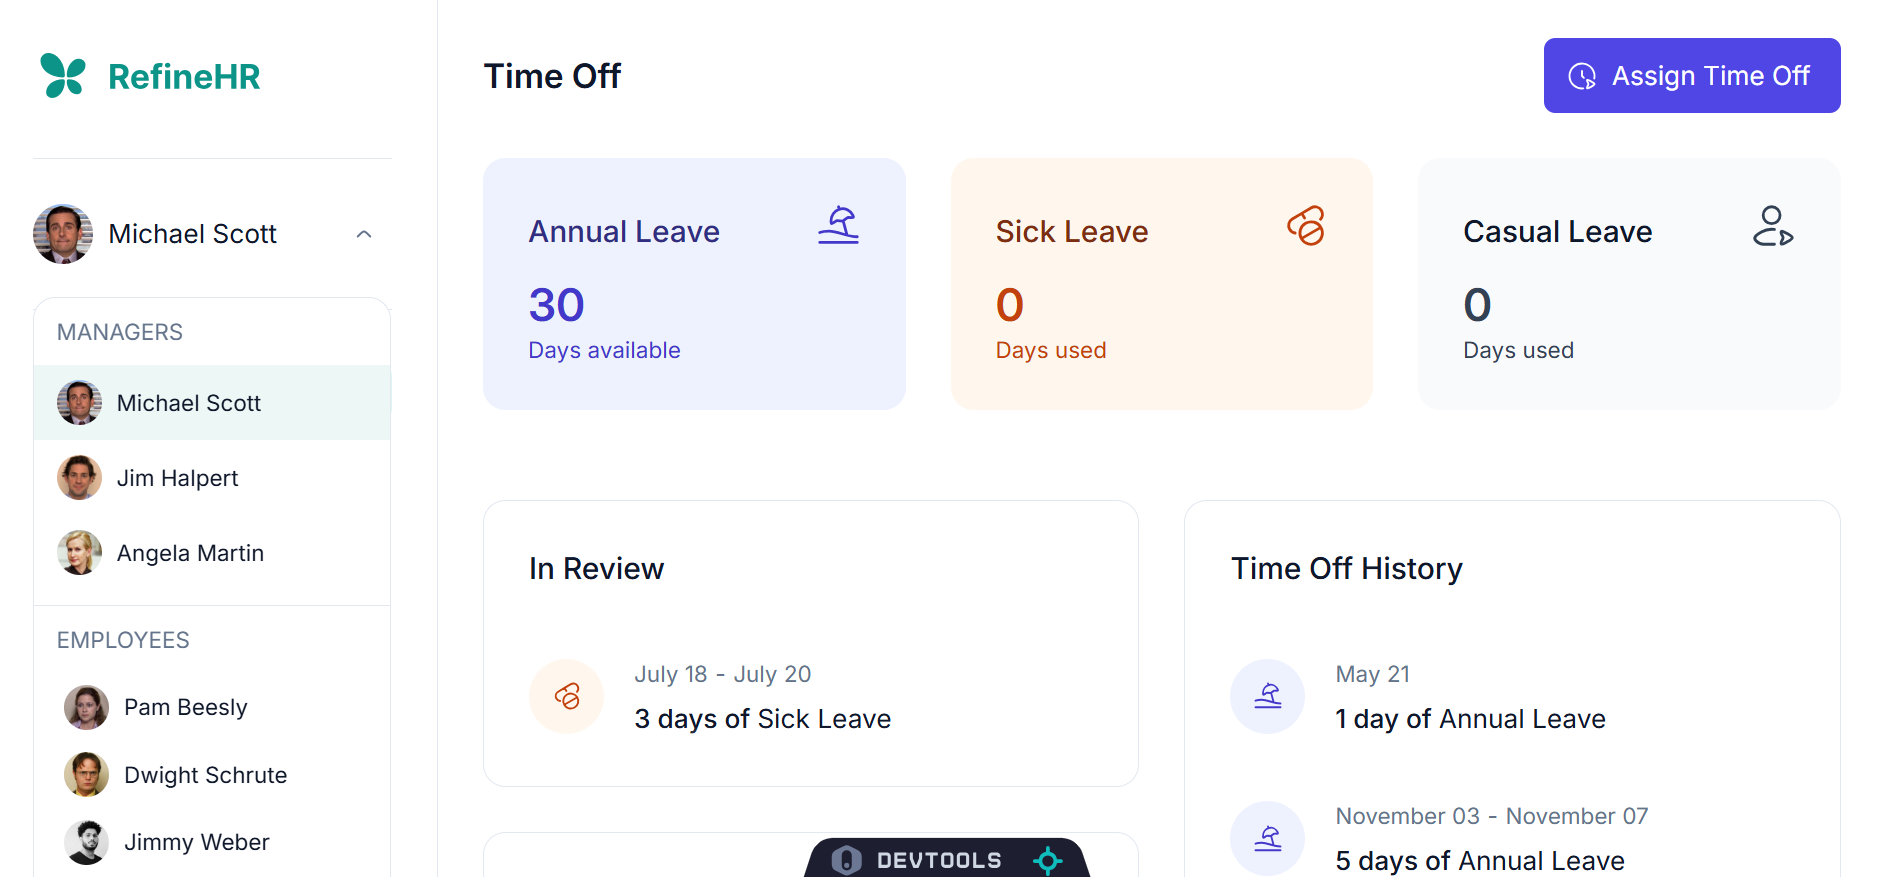 RefineHR
Michael Scott
MANAGERS
Michael Scott
Jim Halpert
Angela Martin
EMPLOYEES
Pam Beesly
Dwight Schrute
Jimmy Weber
Time Off
Assign Time Off
Annual Leave
30
Days available
Sick Leave
0
Days used
Casual Leave
0
Days used
In Review
July 18 - July 20
3 days of Sick Leave
Time Off History
May 21
1 day of Annual Leave
November 03 - November 07
5 days of Annual Leave
DEVTOOLS